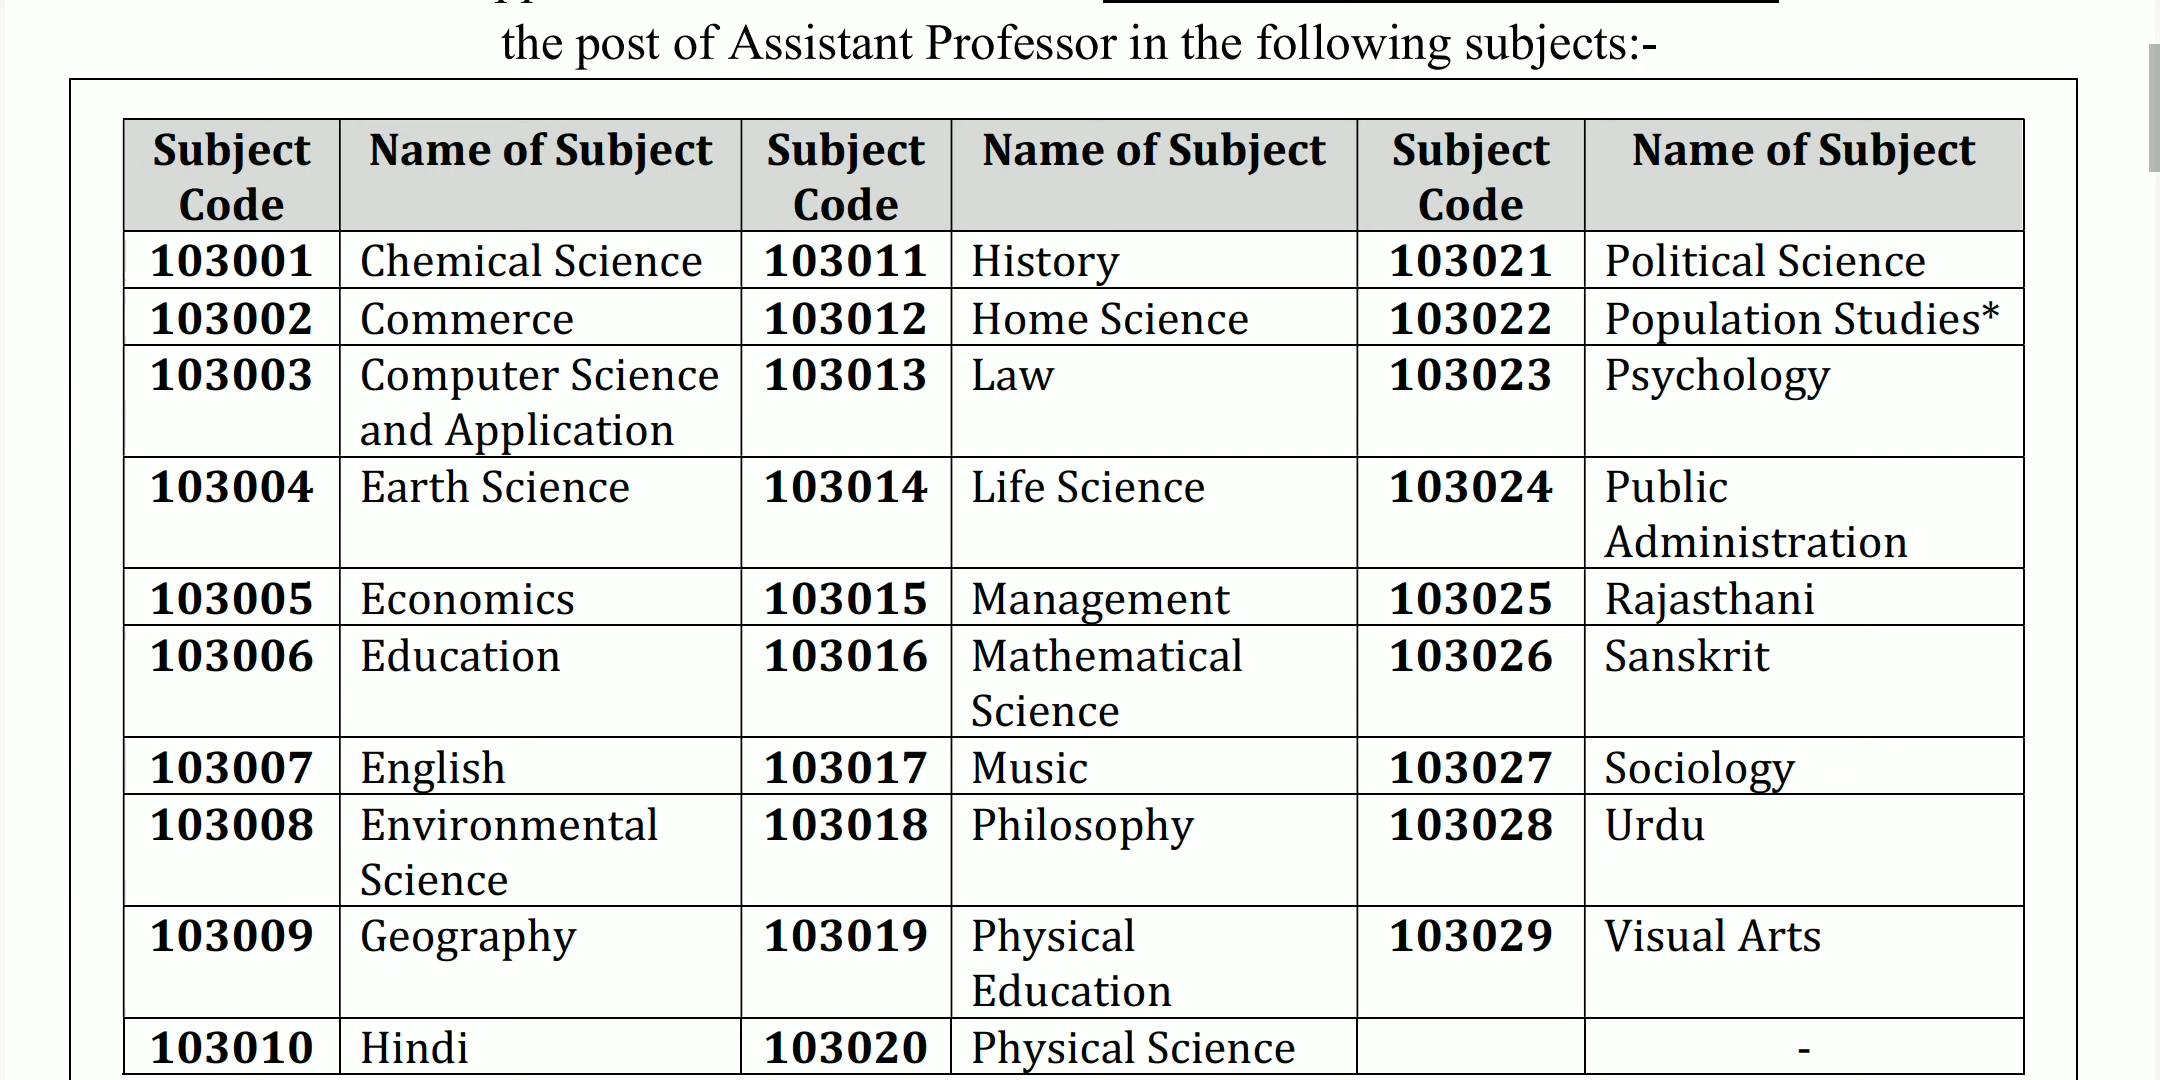 the post of Assistant Professor in the following subjects:-
Subject Code Name of Subject Subject Code Name of Subject Subject Code Name of Subject
103001 Chemical Science 103011 History 103021 Political Science
103002 Commerce 103012 Home Science 103022 Population Studies*
103003 Computer Science and Application 103013 Law 103023 Psychology
103004 Earth Science 103014 Life Science 103024 Public Administration
103005 Economics 103015 Management 103025 Rajasthani
103006 Education 103016 Mathematical Science 103026 Sanskrit
103007 English 103017 Music 103027 Sociology
103008 Environmental Science 103018 Philosophy 103028 Urdu
103009 Geography 103019 Physical Education 103029 Visual Arts
103010 Hindi 103020 Physical Science -